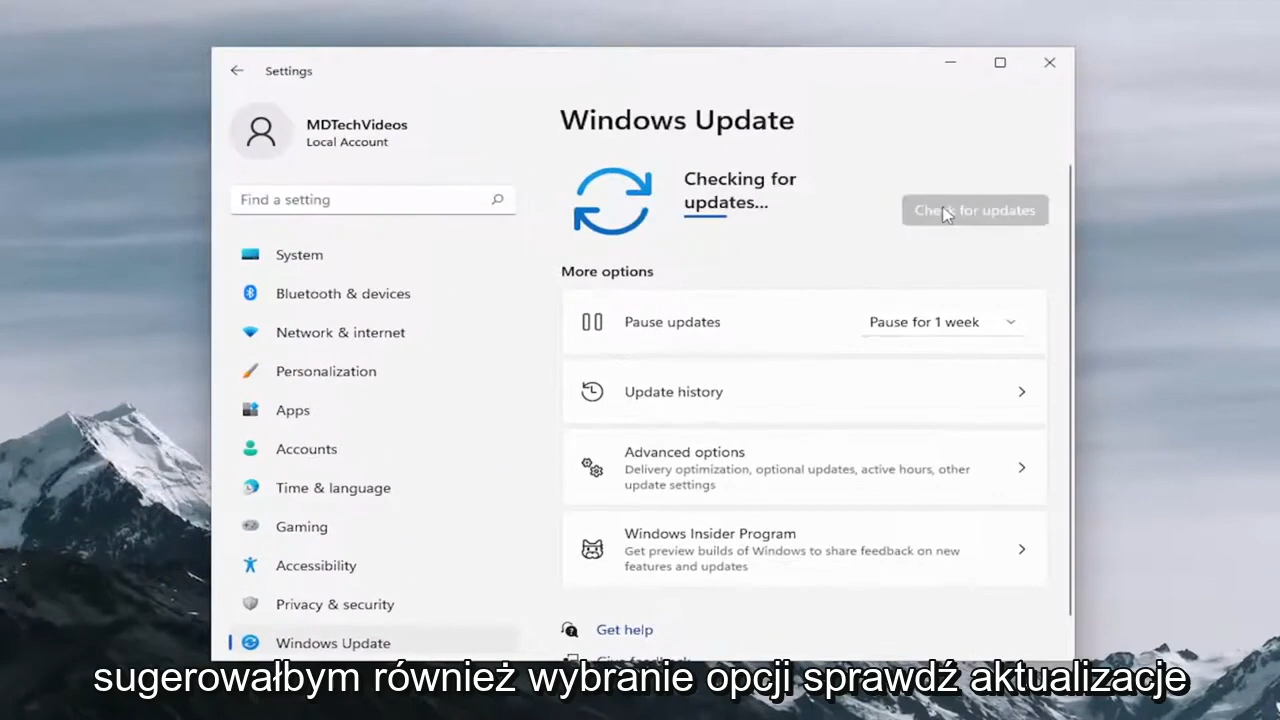 Settings
MDTechVideos
Local Account
Find a setting
System
Bluetooth & devices
Network & internet
Personalization
Apps
Accounts
Time & language
Gaming
Accessibility
Privacy & security
Windows Update
Windows Update
Checking for
updates...
Check for updates
More options
Pause updates
Pause for 1 week
Update history
Advanced options
Delivery optimization, optional updates, active hours, other
update settings
Windows Insider Program
Get preview builds of Windows to share feedback on new
features and updates
Get help
Give feedback
sugerowałbym również wybranie opcji sprawdź aktualizacje